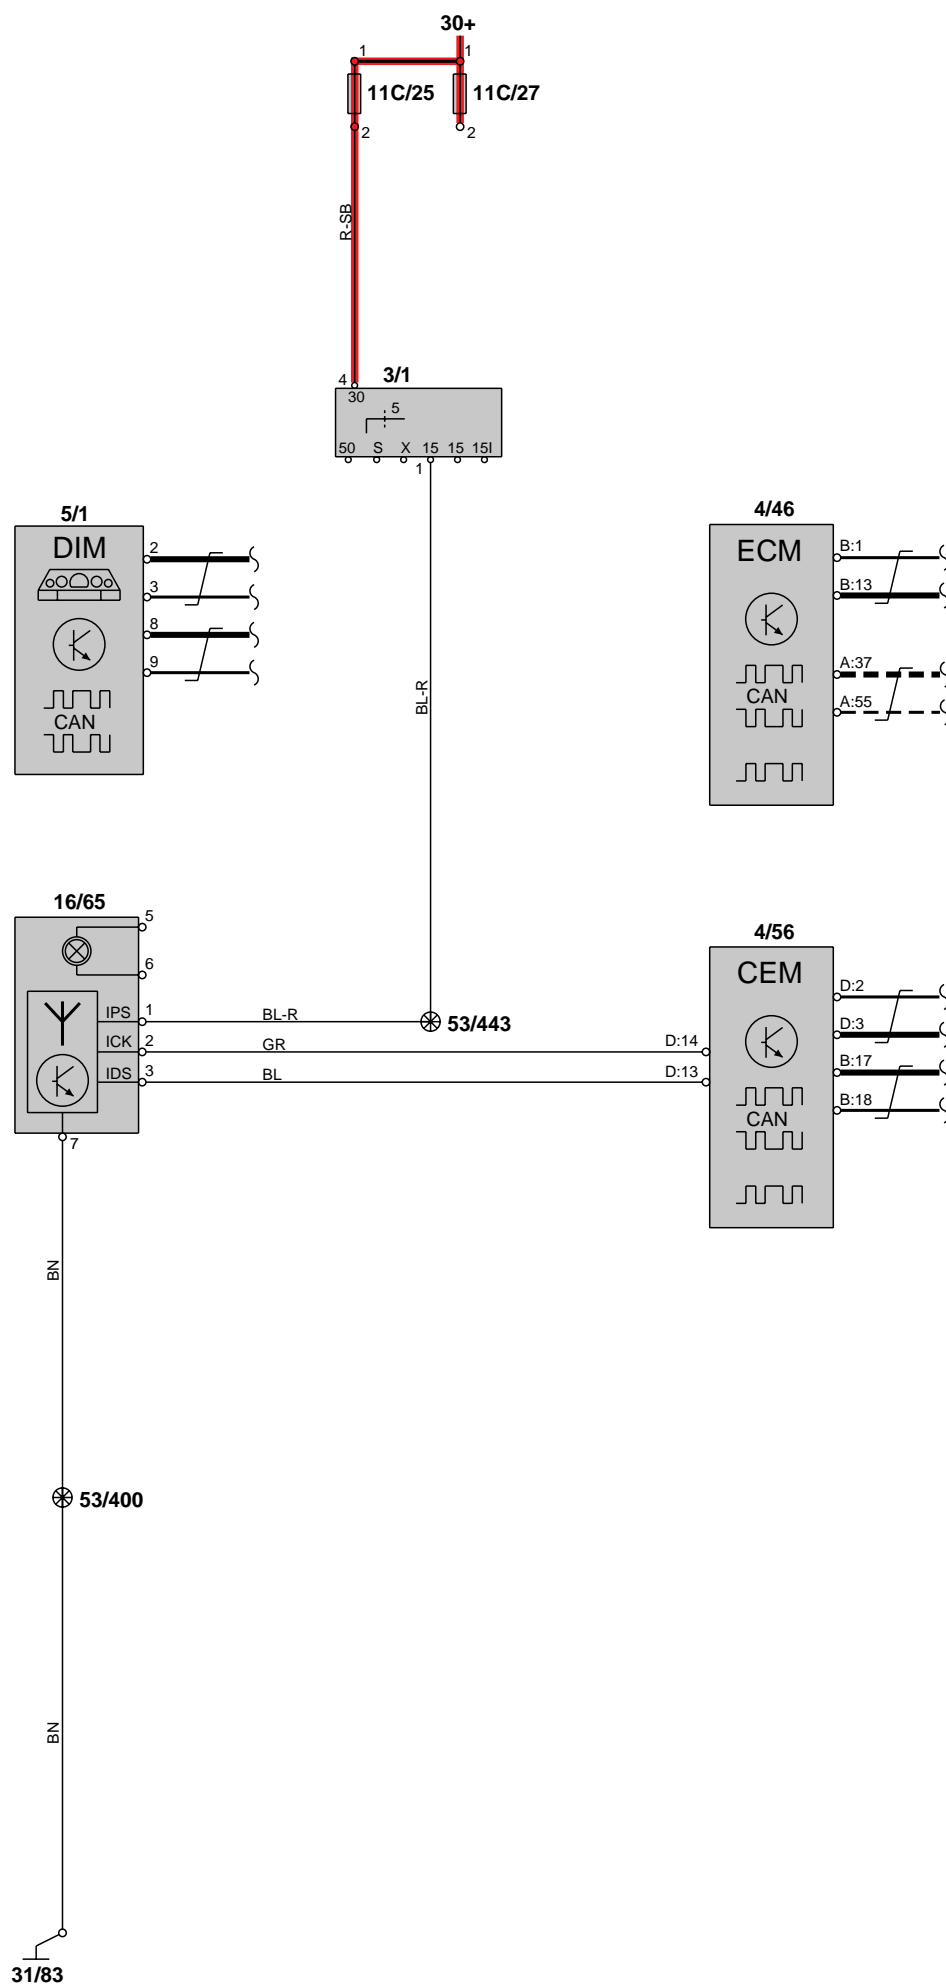 30+
1
1
11C/25
11C/27
2
2
R-SB
4
3/1
30
5
50 S X 15 15 15I
1
5/1
DIM
2
3
8
9
CAN
4/46
ECM
B:1
B:13
A:37
CAN
A:55
BL-R
16/65
5
6
IPS 1 BL-R
53/443
ICK 2 GR D:14
IDS 3 BL D:13
7
4/56
CEM
D:2
D:3
B:17
CAN
B:18
BN
53/400
BN
31/83